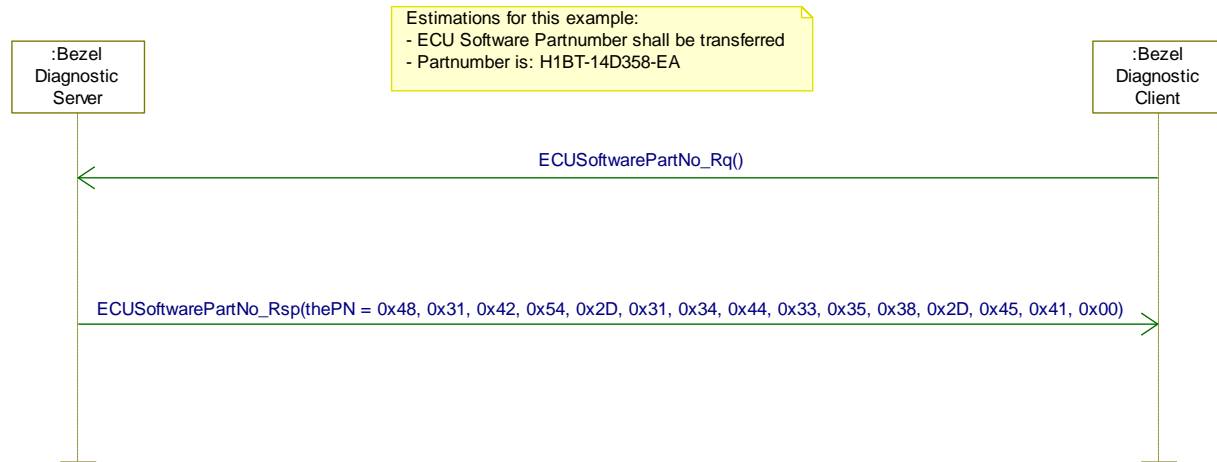 Estimations for this example:
- ECU Software Partnumber shall be transferred
- Partnumber is: H1BT-14D358-EA
:Bezel
Diagnostic
Server
:Bezel
Diagnostic
Client
ECUSoftwarePartNo_Rq()
ECUSoftwarePartNo_Rsp(thePN = 0x48, 0x31, 0x42, 0x54, 0x2D, 0x31, 0x34, 0x44, 0x33, 0x35, 0x38, 0x2D, 0x45, 0x41, 0x00)